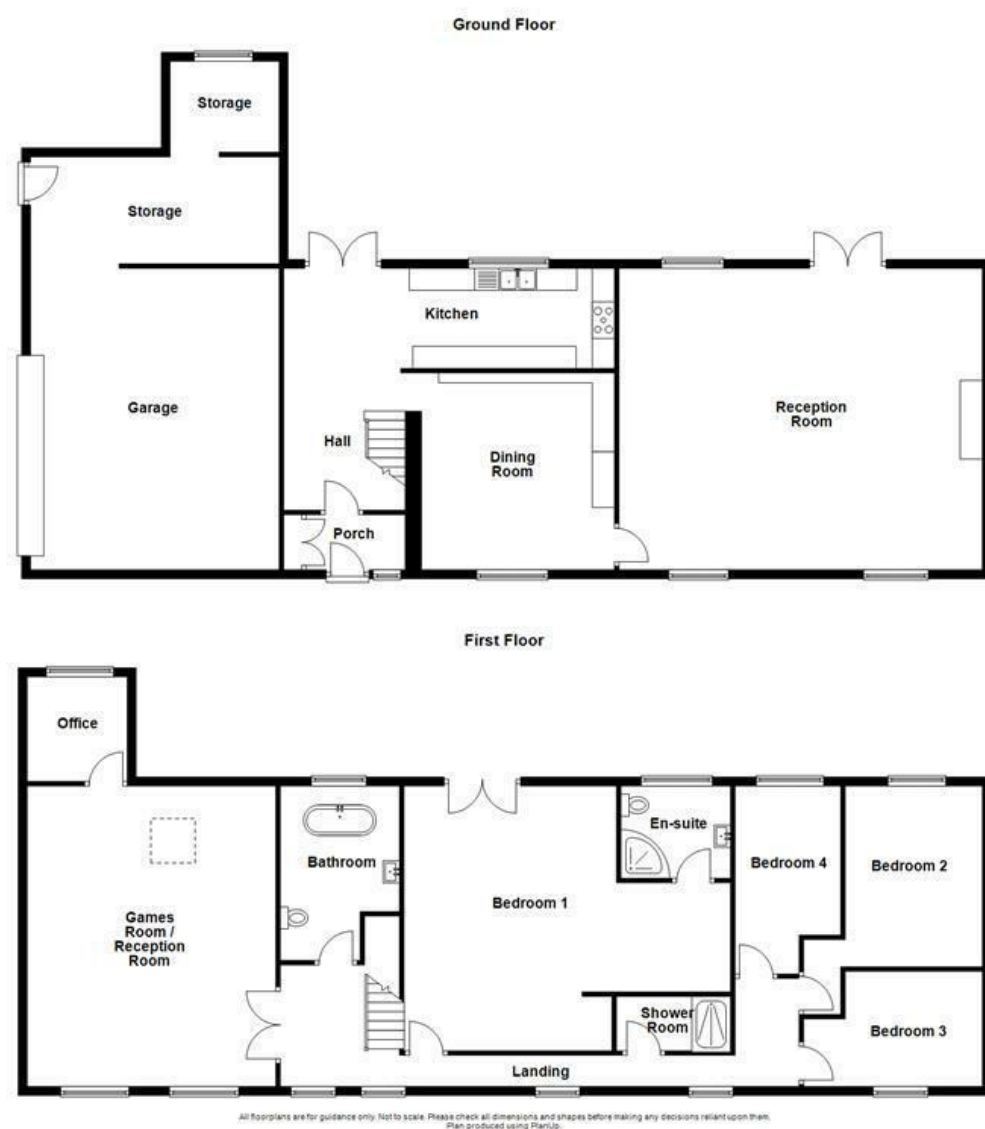 Ground Floor
Storage
Storage
Kitchen
Garage
Reception
Room
Hall
Dining
Room
Porch
First Floor
Office
En-suite
Bathroom
Bedroom 4
Bedroom 2
Bedroom 1
Games
Room /
Reception
Room
Shower
Room
Bedroom 3
Landing
All floorplans are for guidance only. Not to scale. Please check all dimensions and shapes before making any decisions reliant upon them.
Plan produced using PlanUp.